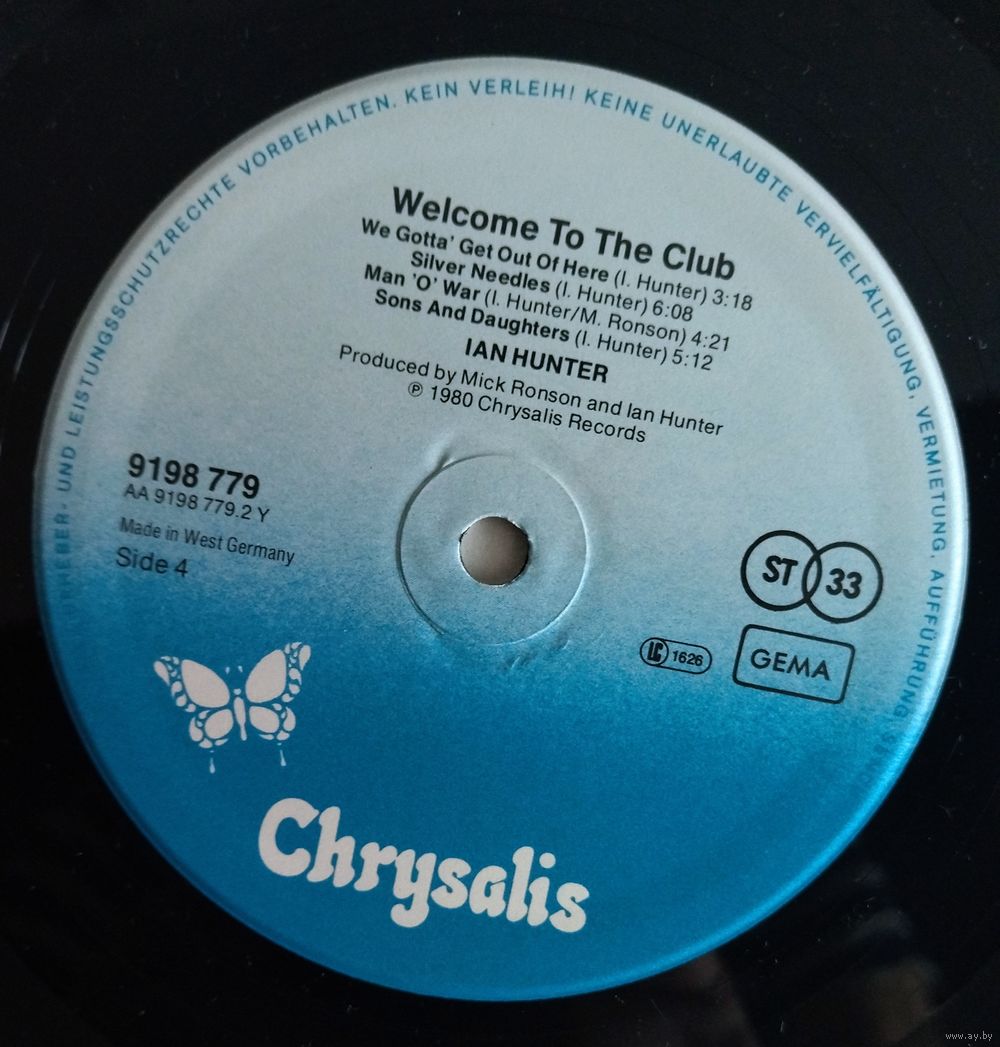 URHEBER- UND LEISTUNGSSCHUTZRECHTE VORBEHALTEN. KEIN VERLEIH! KEINE UNERLAUBTE VERVIELFÄLTIGUNG, VERMIETUNG, AUFFÜHRUNG,
Welcome To The Club
We Gotta' Get Out Of Here (I. Hunter) 3:18
Silver Needles (I. Hunter) 6:08
Man 'O' War (I. Hunter/M. Ronson) 4:21
Sons And Daughters (I. Hunter) 5:12
IAN HUNTER
Produced by Mick Ronson and Ian Hunter
℗ 1980 Chrysalis Records
9198 779
AA 9198 779.2 Y
Made in West Germany
Side 4
ST 33
LC 1626
GEMA
Chrysalis
www.ay.by